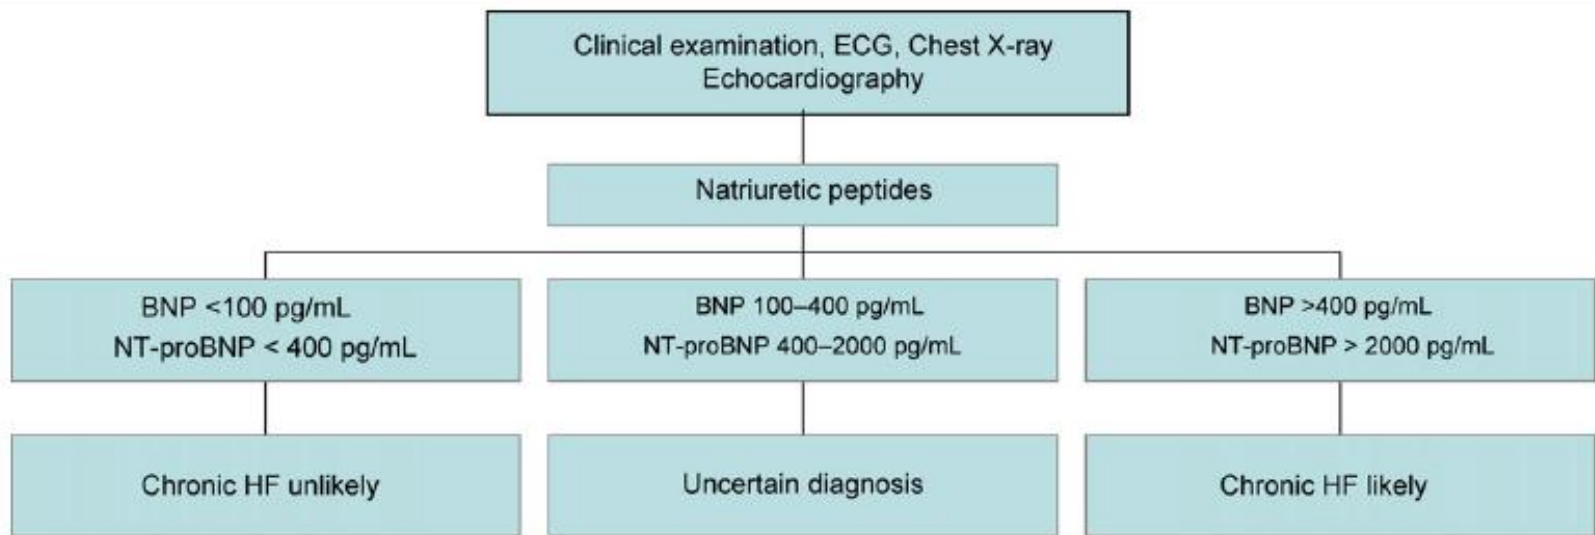 Clinical examination, ECG, Chest X-ray
Echocardiography
Natriuretic peptides
BNP <100 pg/mL
NT-proBNP < 400 pg/mL
BNP 100–400 pg/mL
NT-proBNP 400–2000 pg/mL
BNP >400 pg/mL
NT-proBNP > 2000 pg/mL
Chronic HF unlikely
Uncertain diagnosis
Chronic HF likely